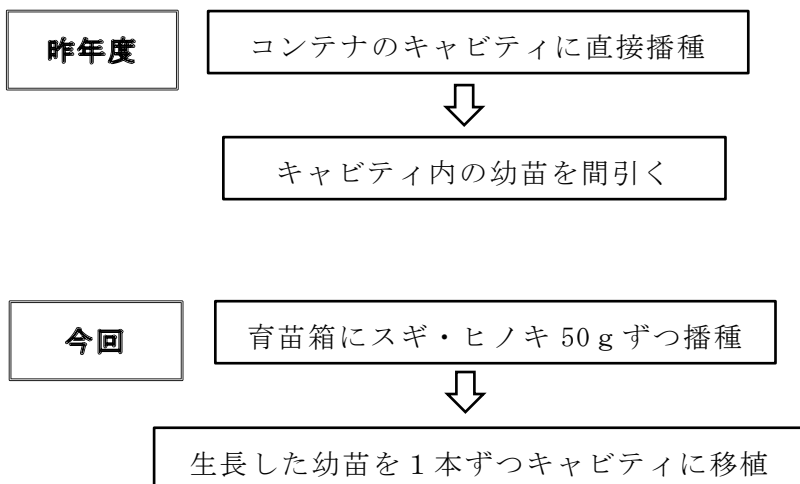 昨年度
コンテナのキャビティに直接播種
キャビティ内の幼苗を間引く
今回
育苗箱にスギ・ヒノキ 50ｇずつ播種
生長した幼苗を１本ずつキャビティに移植